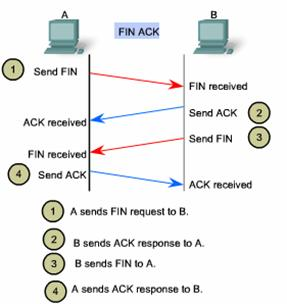 A
B
FIN ACK
1
Send FIN
FIN received
Send ACK
2
ACK received
Send FIN
3
FIN received
4
Send ACK
ACK received
1 A sends FIN request to B.
2 B sends ACK response to A.
3 B sends FIN to A.
4 A sends ACK response to B.